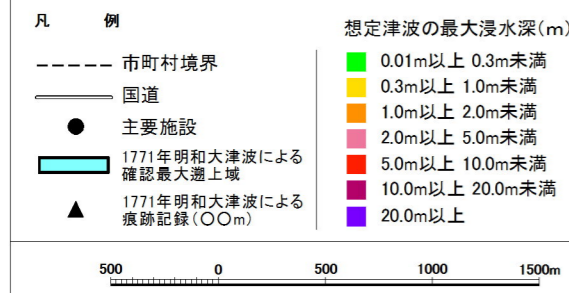 凡　例
市町村境界
国道
主要施設
1771年明和大津波による
確認最大遡上域
1771年明和大津波による
痕跡記録(〇〇m)
想定津波の最大浸水深(m)
0.01m以上 0.3m未満
0.3m以上 1.0m未満
1.0m以上 2.0m未満
2.0m以上 5.0m未満
5.0m以上 10.0m未満
10.0m以上 20.0m未満
20.0m以上
500 0 500 1000 1500m